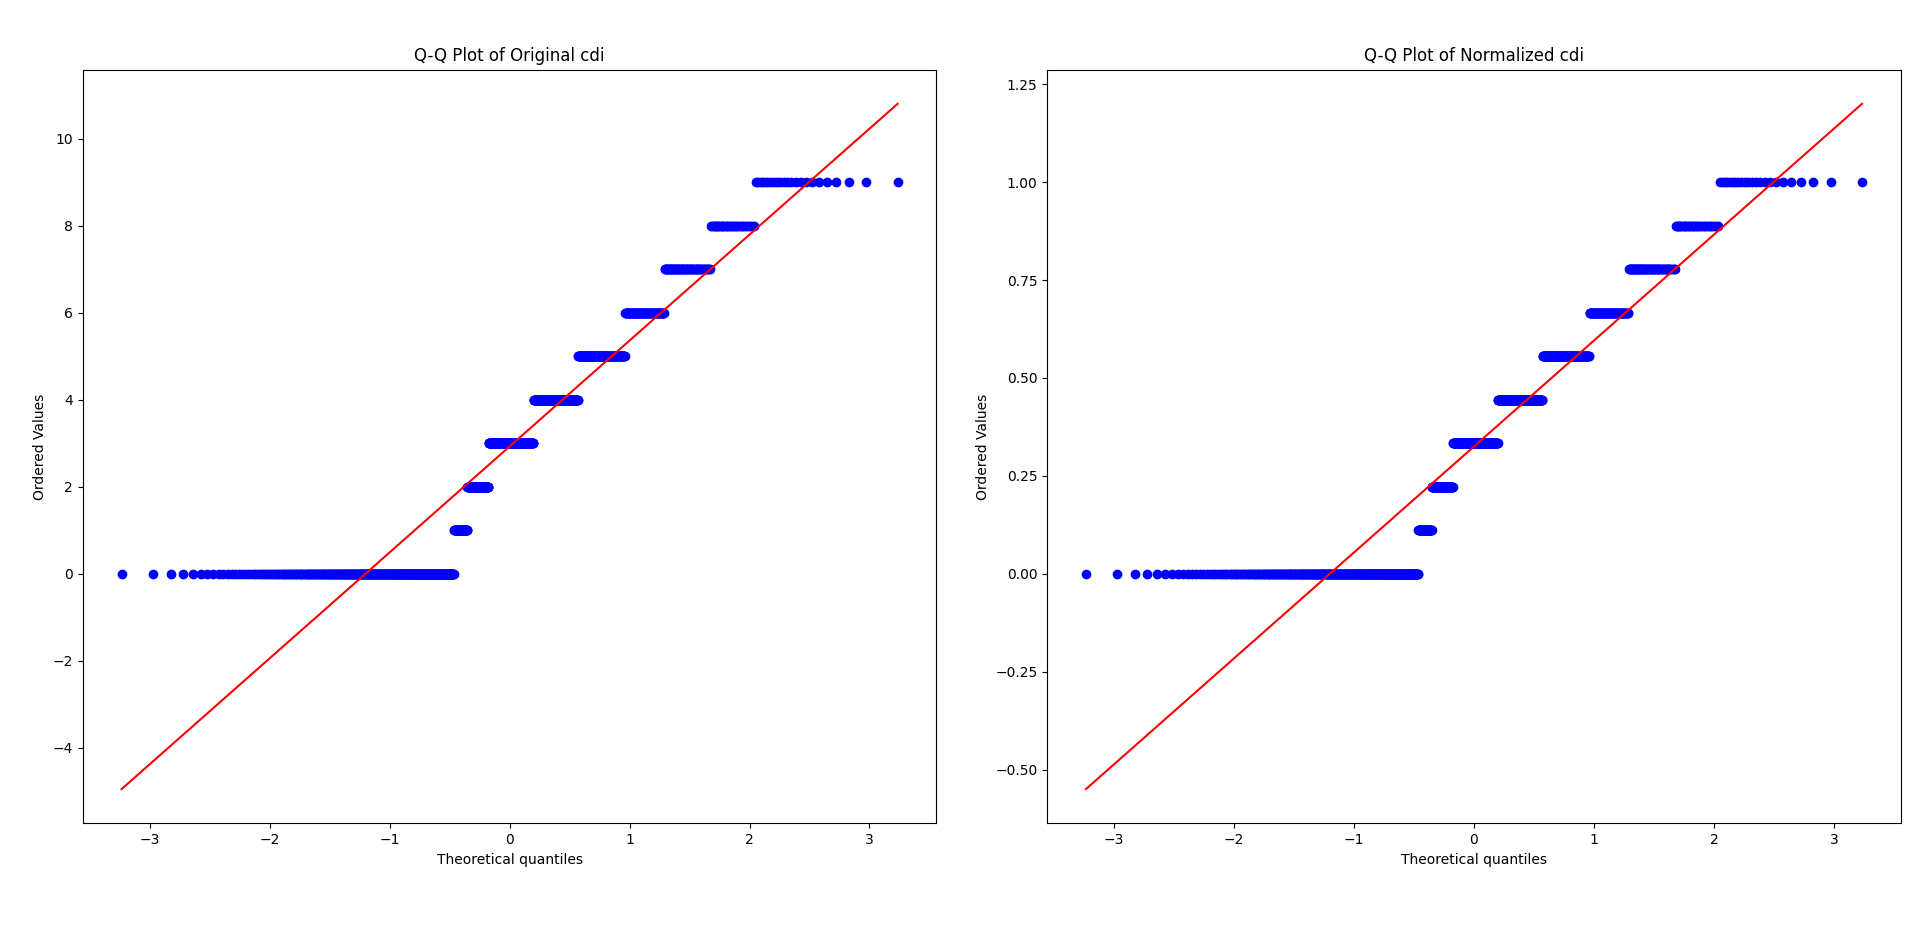 Q-Q Plot of Original cdi
10
8
6
4
2
0
−2
−4
Ordered Values
−3 −2 −1 0 1 2 3
Theoretical quantiles
Q-Q Plot of Normalized cdi
1.25
1.00
0.75
0.50
0.25
0.00
−0.25
−0.50
Ordered Values
−3 −2 −1 0 1 2 3
Theoretical quantiles